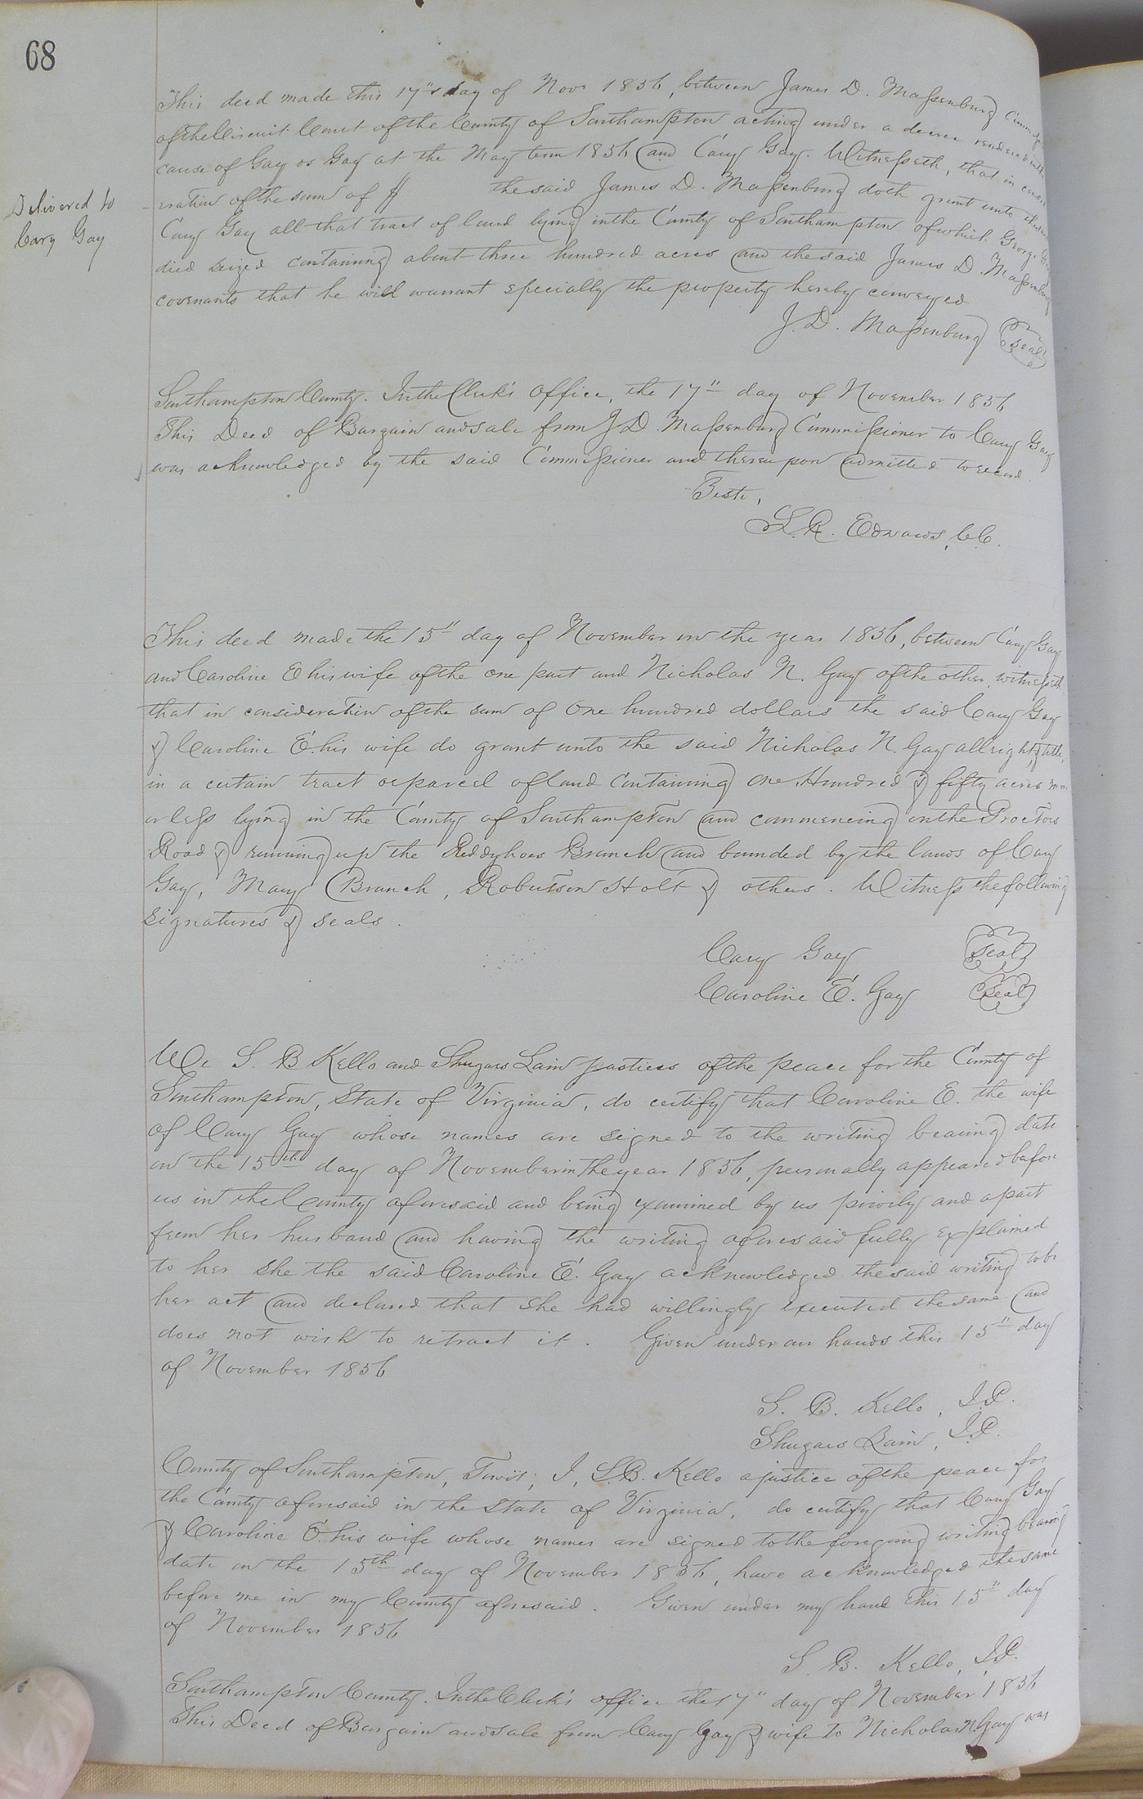 68
This deed made this 17"th day of Novr 1856, between James D. Massenburg Comm
of the Circuit Court of the County of Southampton acting under a decree rendered in the
cause of Gay vs Gay at the May term 1856 and Cary Gay. Witnesseth, that in consid
eration of the sum of $ the said James D. Massenburg doth grant unto the said
Delivered to
Cary Gay
Cary Gay all that tract of land lying in the County of Southampton of which George Gay
died seized containing about three hundred acres and the said James D. Massenburg
covenants that he will warrant specially the property hereby conveyed
J. D. Massenburg Seal
Southampton County. In the Clerk's Office, the 17" day of November 1856
This Deed of Bargain and sale from J D Massenburg Commissioner to Cary Gay
was acknowledged by the said Commissioner and thereupon admitted to record
Teste,
L. R. Edwards, C.C.
This deed made the 15" day of November in the year 1856, between Cary Gay
and Caroline E his wife of the one part and Nicholas N. Gay of the other, witnesseth
that in consideration of the sum of One hundred dollars the said Cary Gay
& Caroline E. his wife do grant unto the said Nicholas N. Gay all right, & title,
in a certain tract or parcel of land containing One Hundred & fifty acres more
or less lying in the County of Southampton and commencing on the Proctors
Road & running up the Branch and bounded by the lands of Cary
Gay, Mary Branch, Robertson Holt & others. Witness the following
signatures & seals.
Cary Gay Seal
Caroline E. Gay Seal
We S. B Kello and Shugars Lain justices of the peace for the County of
Southampton, State of Virginia, do certify that Caroline E. the wife
of Cary Gay whose names are signed to the writing bearing date
on the 15th day of November in the year 1856, personally appeared before
us in the County aforesaid and being examined by us privily and apart
from her husband and having the writing aforesaid fully explained
to her she the said Caroline E. Gay acknowledged the said writing to be
her act and declared that she had willingly executed the same and
does not wish to retract it. Given under our hands this 15" day
of November 1856
S. B. Kello, J.P.
Shugars Lain, J.P.
County of Southampton, Towit; I, S.B. Kello a justice of the peace for
the County aforesaid in the State of Virginia, do certify that Cary Gay
& Caroline E. his wife whose names are signed to the foregoing writing bearing
date on the 15th day of November 1856, have acknowledged the same
before me in my County aforesaid. Given under my hand this 15" day
of November 1856
S. B. Kello, J.P.
Southampton County. In the Clerk's office the 17" day of November 1856
This Deed of Bargain and sale from Cary Gay & wife to Nicholas N. Gay was